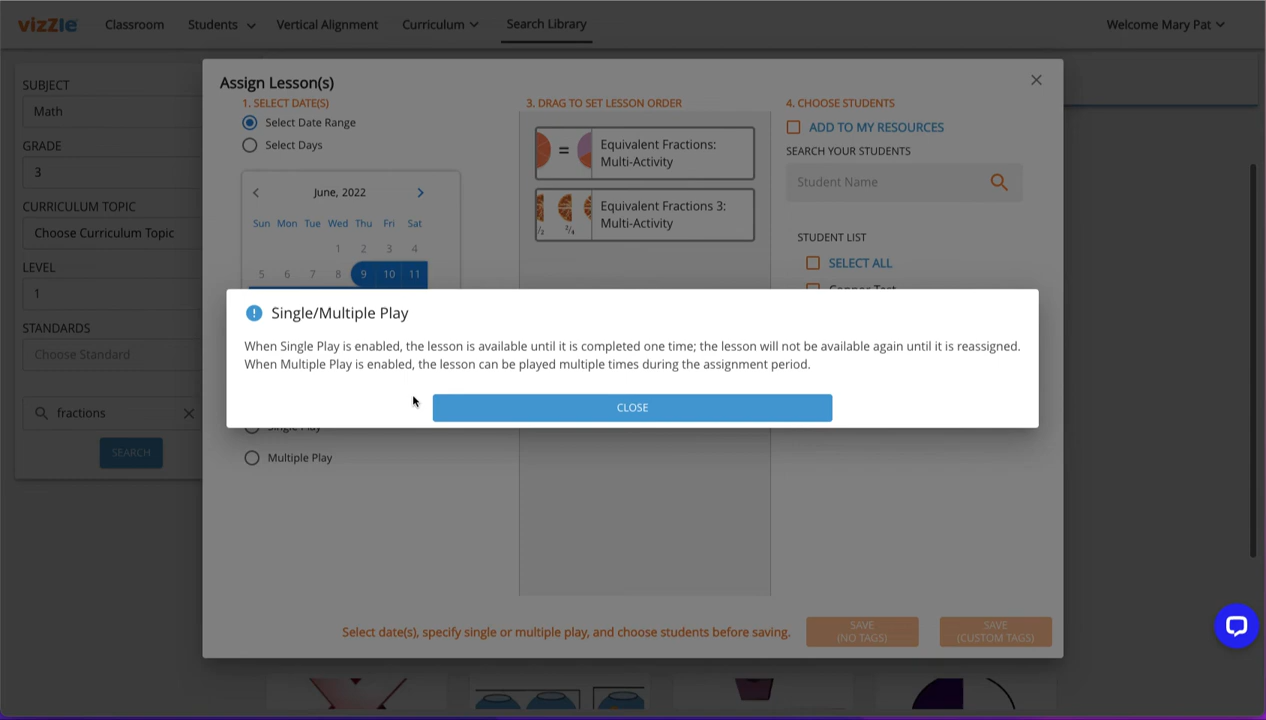 vizZle
Classroom
Students
Vertical Alignment
Curriculum
Search Library
Welcome Mary Pat
SUBJECT
Math
GRADE
3
CURRICULUM TOPIC
Choose Curriculum Topic
LEVEL
1
STANDARDS
Choose Standard
fractions
SEARCH
Assign Lesson(s)
1. SELECT DATE(S)
Select Date Range
Select Days
June, 2022
Sun Mon Tue Wed Thu Fri Sat
1 2 3 4
5 6 7 8 9 10 11
3. DRAG TO SET LESSON ORDER
=
Equivalent Fractions:
Multi-Activity
/2 2/4
Equivalent Fractions 3:
Multi-Activity
4. CHOOSE STUDENTS
ADD TO MY RESOURCES
SEARCH YOUR STUDENTS
Student Name
STUDENT LIST
SELECT ALL
Single/Multiple Play
When Single Play is enabled, the lesson is available until it is completed one time; the lesson will not be available again until it is reassigned.
When Multiple Play is enabled, the lesson can be played multiple times during the assignment period.
CLOSE
Single Play
Multiple Play
Select date(s), specify single or multiple play, and choose students before saving.
SAVE
(NO TAGS)
SAVE
(CUSTOM TAGS)